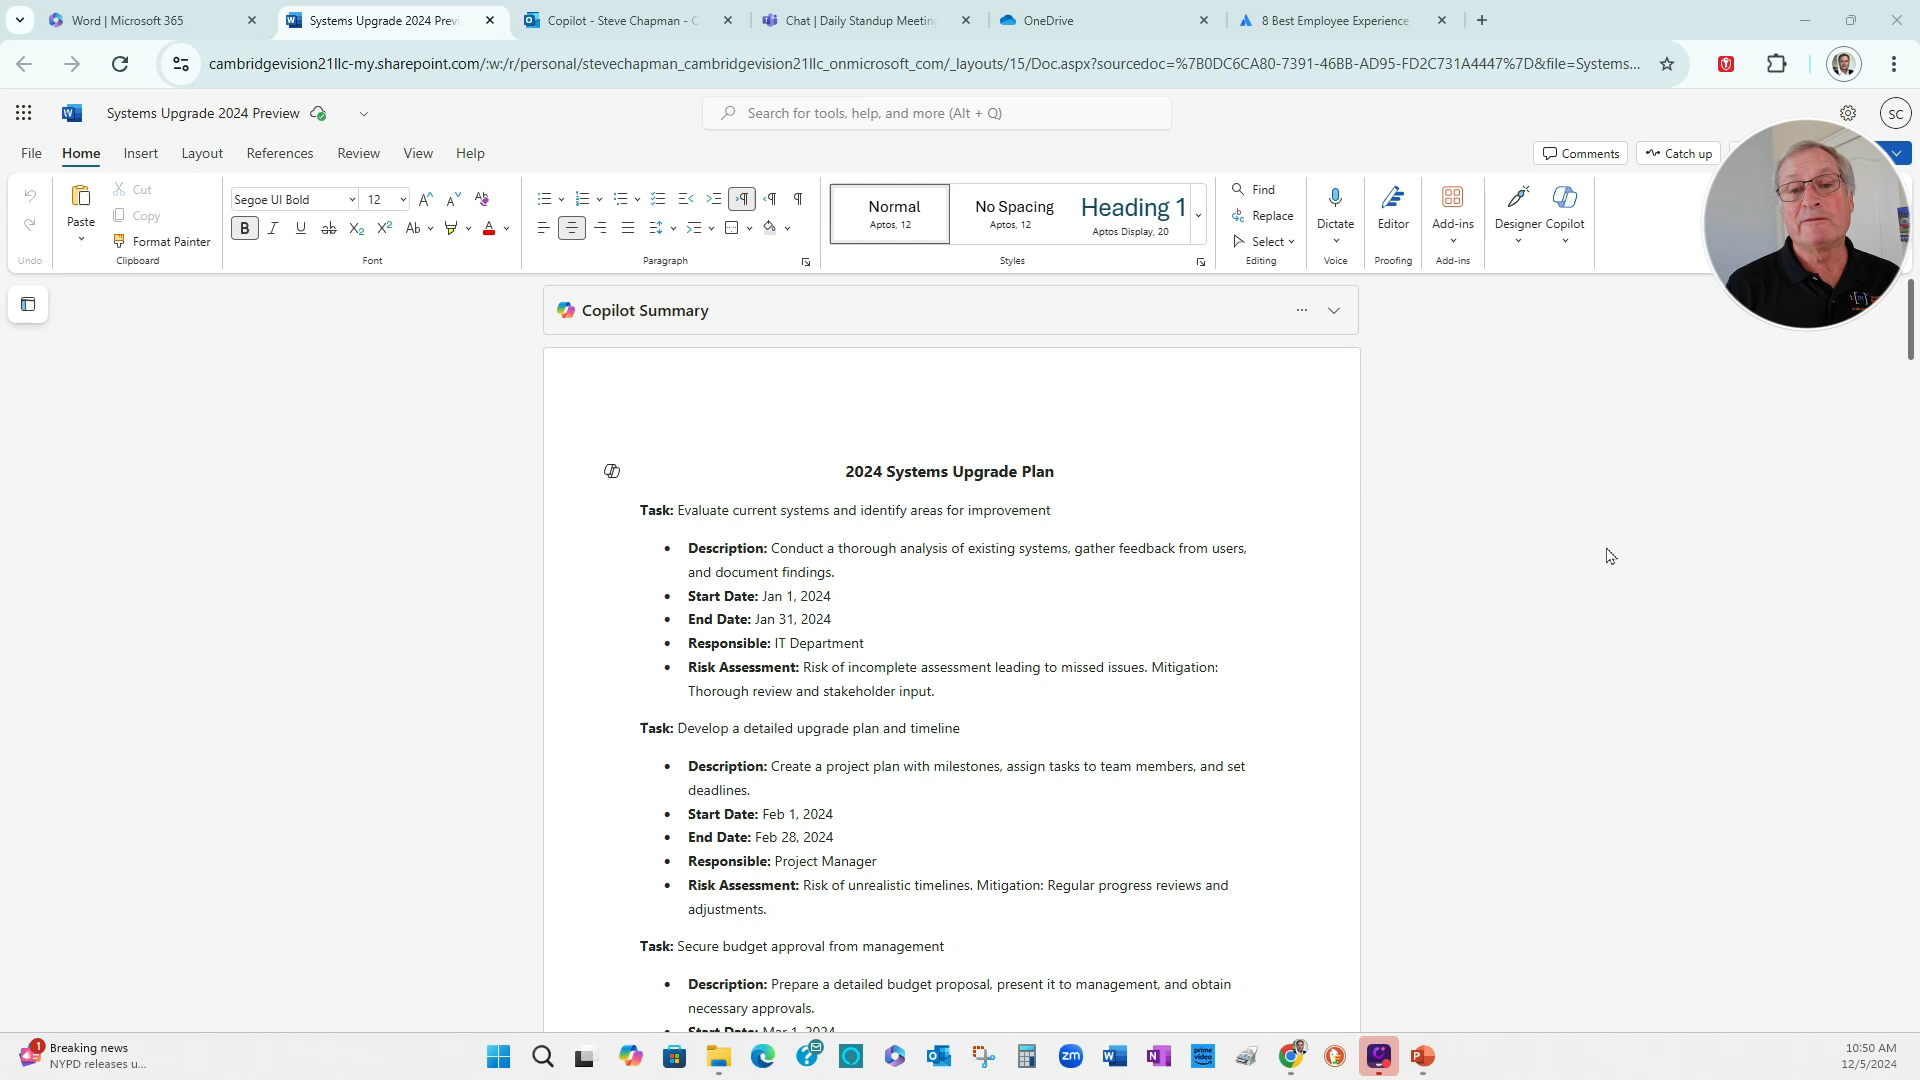 Word | Microsoft 365
Systems Upgrade 2024 Previ
Copilot - Steve Chapman - O
Chat | Daily Standup Meetin
OneDrive
8 Best Employee Experience
cambridgevision21llc-my.sharepoint.com/:w:/r/personal/stevechapman_cambridgevision21llc_onmicrosoft_com/_layouts/15/Doc.aspx?sourcedoc=%7B0DC6CA80-7391-46BB-AD95-FD2C731A4447%7D&file=Systems...
Systems Upgrade 2024 Preview
Search for tools, help, and more (Alt + Q)
SC
File Home Insert Layout References Review View Help
Comments Catch up
Undo
Paste
Cut
Copy
Format Painter
Clipboard
Segoe UI Bold 12
Font
Paragraph
Normal
Aptos, 12
No Spacing
Aptos, 12
Heading 1
Aptos Display, 20
Styles
Find
Replace
Select
Editing
Dictate
Voice
Editor
Proofing
Add-ins
Add-ins
Designer
Copilot
Copilot Summary
2024 Systems Upgrade Plan
Task: Evaluate current systems and identify areas for improvement
• Description: Conduct a thorough analysis of existing systems, gather feedback from users,
and document findings.
• Start Date: Jan 1, 2024
• End Date: Jan 31, 2024
• Responsible: IT Department
• Risk Assessment: Risk of incomplete assessment leading to missed issues. Mitigation:
Thorough review and stakeholder input.
Task: Develop a detailed upgrade plan and timeline
• Description: Create a project plan with milestones, assign tasks to team members, and set
deadlines.
• Start Date: Feb 1, 2024
• End Date: Feb 28, 2024
• Responsible: Project Manager
• Risk Assessment: Risk of unrealistic timelines. Mitigation: Regular progress reviews and
adjustments.
Task: Secure budget approval from management
• Description: Prepare a detailed budget proposal, present it to management, and obtain
necessary approvals.
• Start Date: Mar 1, 2024
1
Breaking news
NYPD releases u...
zm
prime video
10:50 AM
12/5/2024